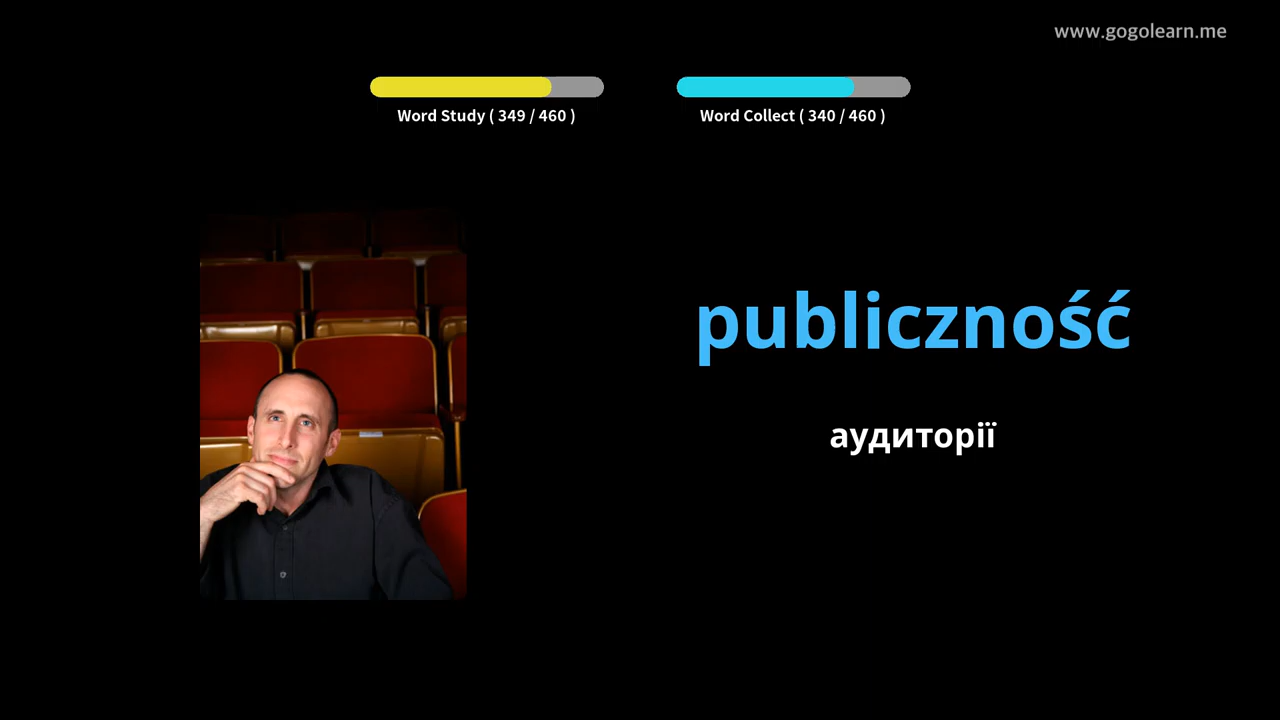 www.gogolearn.me
Word Study ( 349 / 460 )
Word Collect ( 340 / 460 )
publiczność
аудиторії